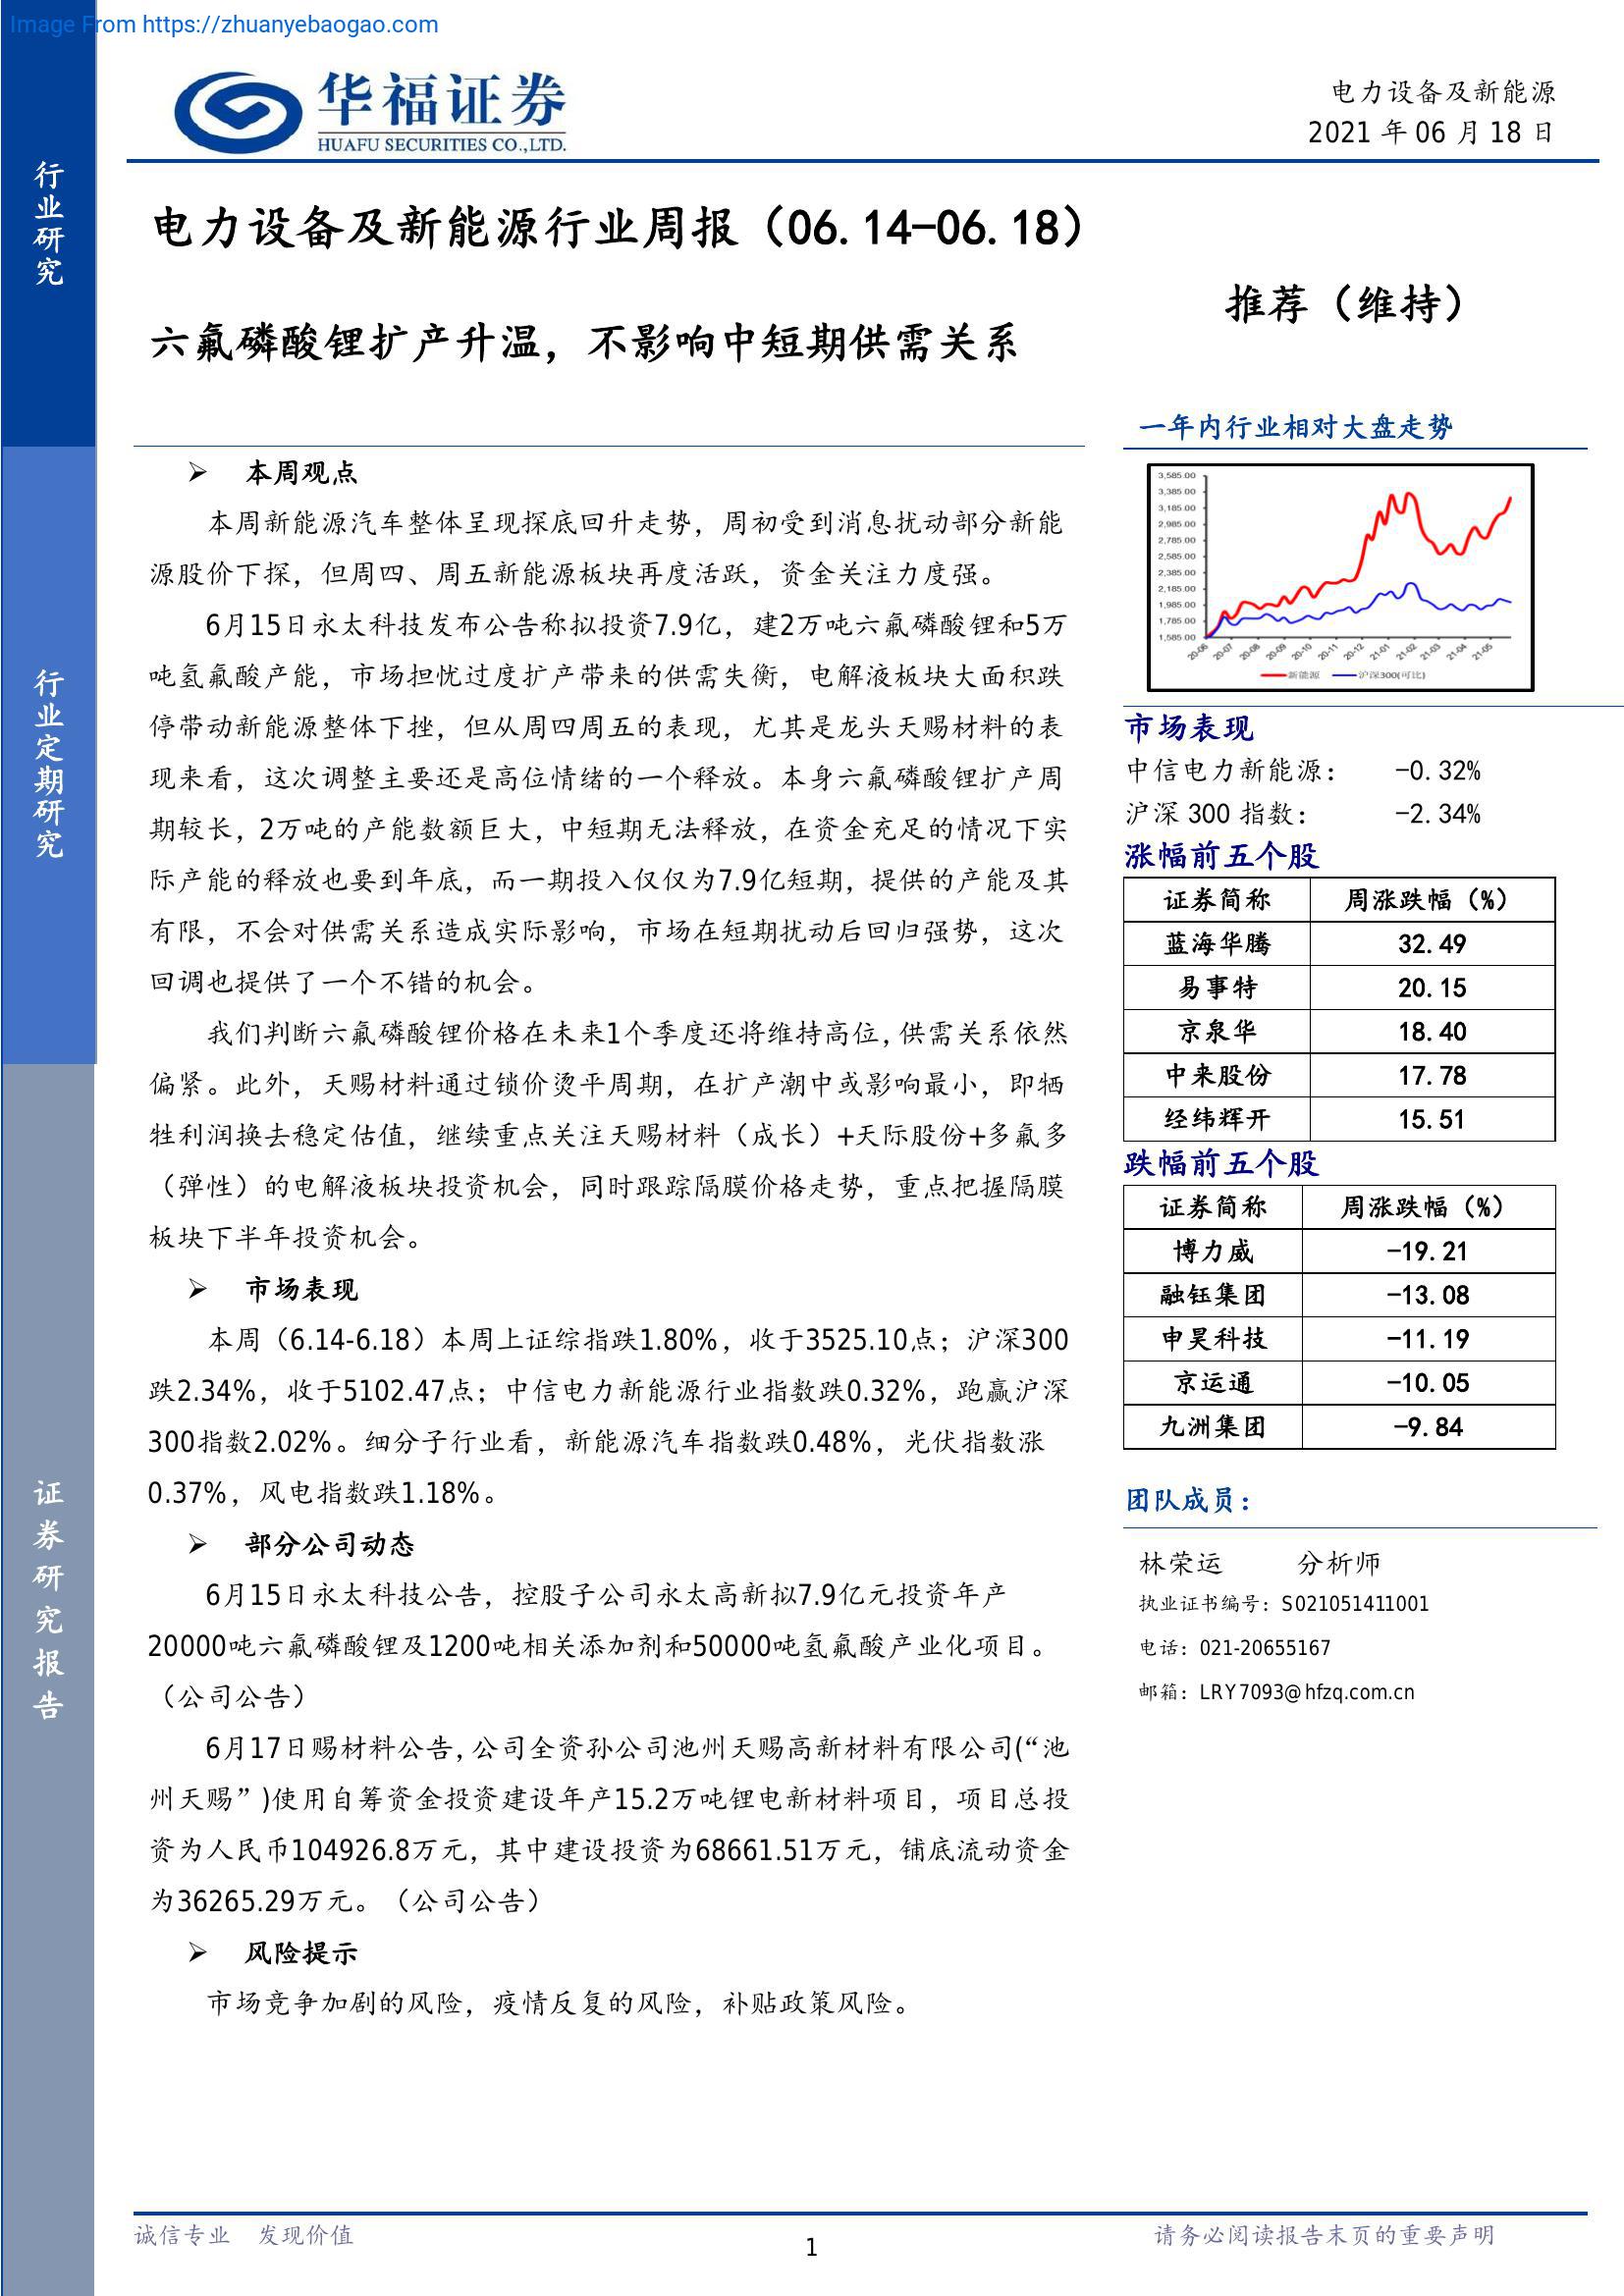 Image From https://zhuanyebaogao.com
华福证券
HUAFU SECURITIES CO.,LTD.
电力设备及新能源
2021 年 06 月 18 日
行业研究
行业定期研究
证券研究报告
电力设备及新能源行业周报（06.14-06.18）
六氟磷酸锂扩产升温，不影响中短期供需关系
推荐（维持）
➢ 本周观点
本周新能源汽车整体呈现探底回升走势，周初受到消息扰动部分新能
源股价下探，但周四、周五新能源板块再度活跃，资金关注力度强。
6月15日永太科技发布公告称拟投资7.9亿，建2万吨六氟磷酸锂和5万
吨氢氟酸产能，市场担忧过度扩产带来的供需失衡，电解液板块大面积跌
停带动新能源整体下挫，但从周四周五的表现，尤其是龙头天赐材料的表
现来看，这次调整主要还是高位情绪的一个释放。本身六氟磷酸锂扩产周
期较长，2万吨的产能数额巨大，中短期无法释放，在资金充足的情况下实
际产能的释放也要到年底，而一期投入仅仅为7.9亿短期，提供的产能及其
有限，不会对供需关系造成实际影响，市场在短期扰动后回归强势，这次
回调也提供了一个不错的机会。
我们判断六氟磷酸锂价格在未来1个季度还将维持高位,供需关系依然
偏紧。此外，天赐材料通过锁价烫平周期，在扩产潮中或影响最小，即牺
牲利润换去稳定估值，继续重点关注天赐材料（成长）+天际股份+多氟多
（弹性）的电解液板块投资机会，同时跟踪隔膜价格走势，重点把握隔膜
板块下半年投资机会。
➢ 市场表现
本周（6.14-6.18）本周上证综指跌1.80%，收于3525.10点；沪深300
跌2.34%，收于5102.47点；中信电力新能源行业指数跌0.32%，跑赢沪深
300指数2.02%。细分子行业看，新能源汽车指数跌0.48%，光伏指数涨
0.37%，风电指数跌1.18%。
➢ 部分公司动态
6月15日永太科技公告，控股子公司永太高新拟7.9亿元投资年产
20000吨六氟磷酸锂及1200吨相关添加剂和50000吨氢氟酸产业化项目。
（公司公告）
6月17日赐材料公告,公司全资孙公司池州天赐高新材料有限公司(“池
州天赐”)使用自筹资金投资建设年产15.2万吨锂电新材料项目，项目总投
资为人民币104926.8万元，其中建设投资为68661.51万元，铺底流动资金
为36265.29万元。（公司公告）
➢ 风险提示
市场竞争加剧的风险，疫情反复的风险，补贴政策风险。
一年内行业相对大盘走势
3,585.00
3,385.00
3,185.00
2,985.00
2,785.00
2,585.00
2,385.00
2,185.00
1,985.00
1,785.00
1,585.00
20-06 20-07 20-08 20-09 20-10 20-11 20-12 21-01 21-02 21-03 21-04 21-05
新能源 沪深300(可比)
市场表现
中信电力新能源： -0.32%
沪深 300 指数： -2.34%
涨幅前五个股
证券简称 周涨跌幅（%）
蓝海华腾 32.49
易事特 20.15
京泉华 18.40
中来股份 17.78
经纬辉开 15.51
跌幅前五个股
证券简称 周涨跌幅（%）
博力威 -19.21
融钰集团 -13.08
申昊科技 -11.19
京运通 -10.05
九洲集团 -9.84
团队成员：
林荣运 分析师
执业证书编号：S021051411001
电话：021-20655167
邮箱：LRY7093@hfzq.com.cn
诚信专业 发现价值
1
请务必阅读报告末页的重要声明